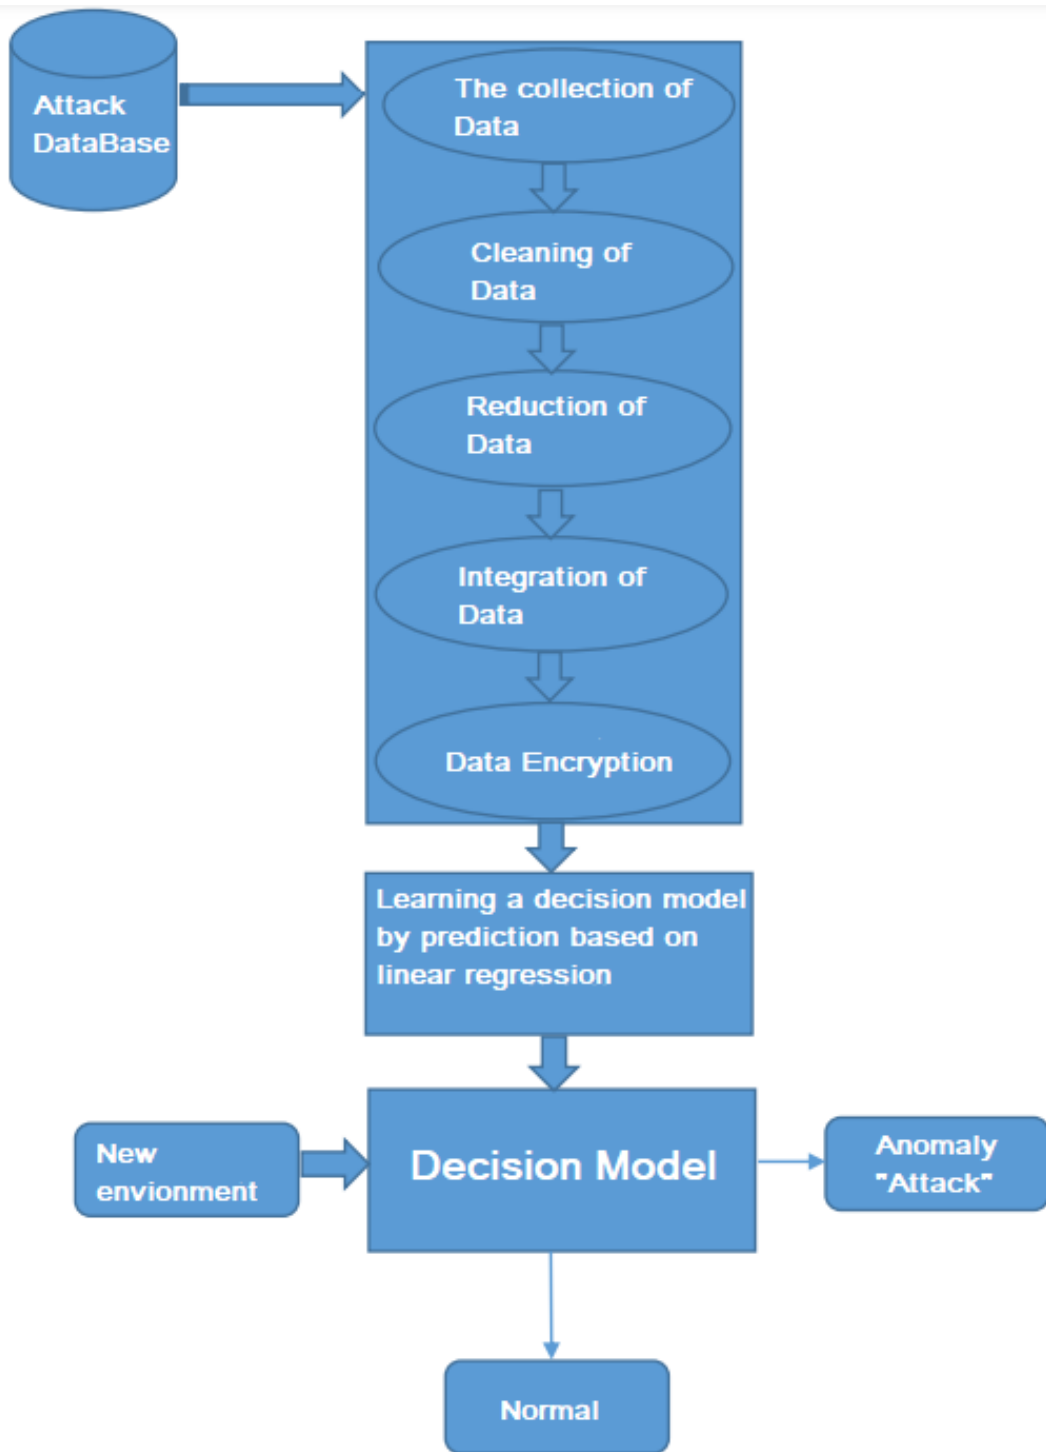 Attack
DataBase
The collection of
Data
Cleaning of
Data
Reduction of
Data
Integration of
Data
Data Encryption
Learning a decision model
by prediction based on
linear regression
New
envionment
Decision Model
Anomaly
"Attack"
Normal